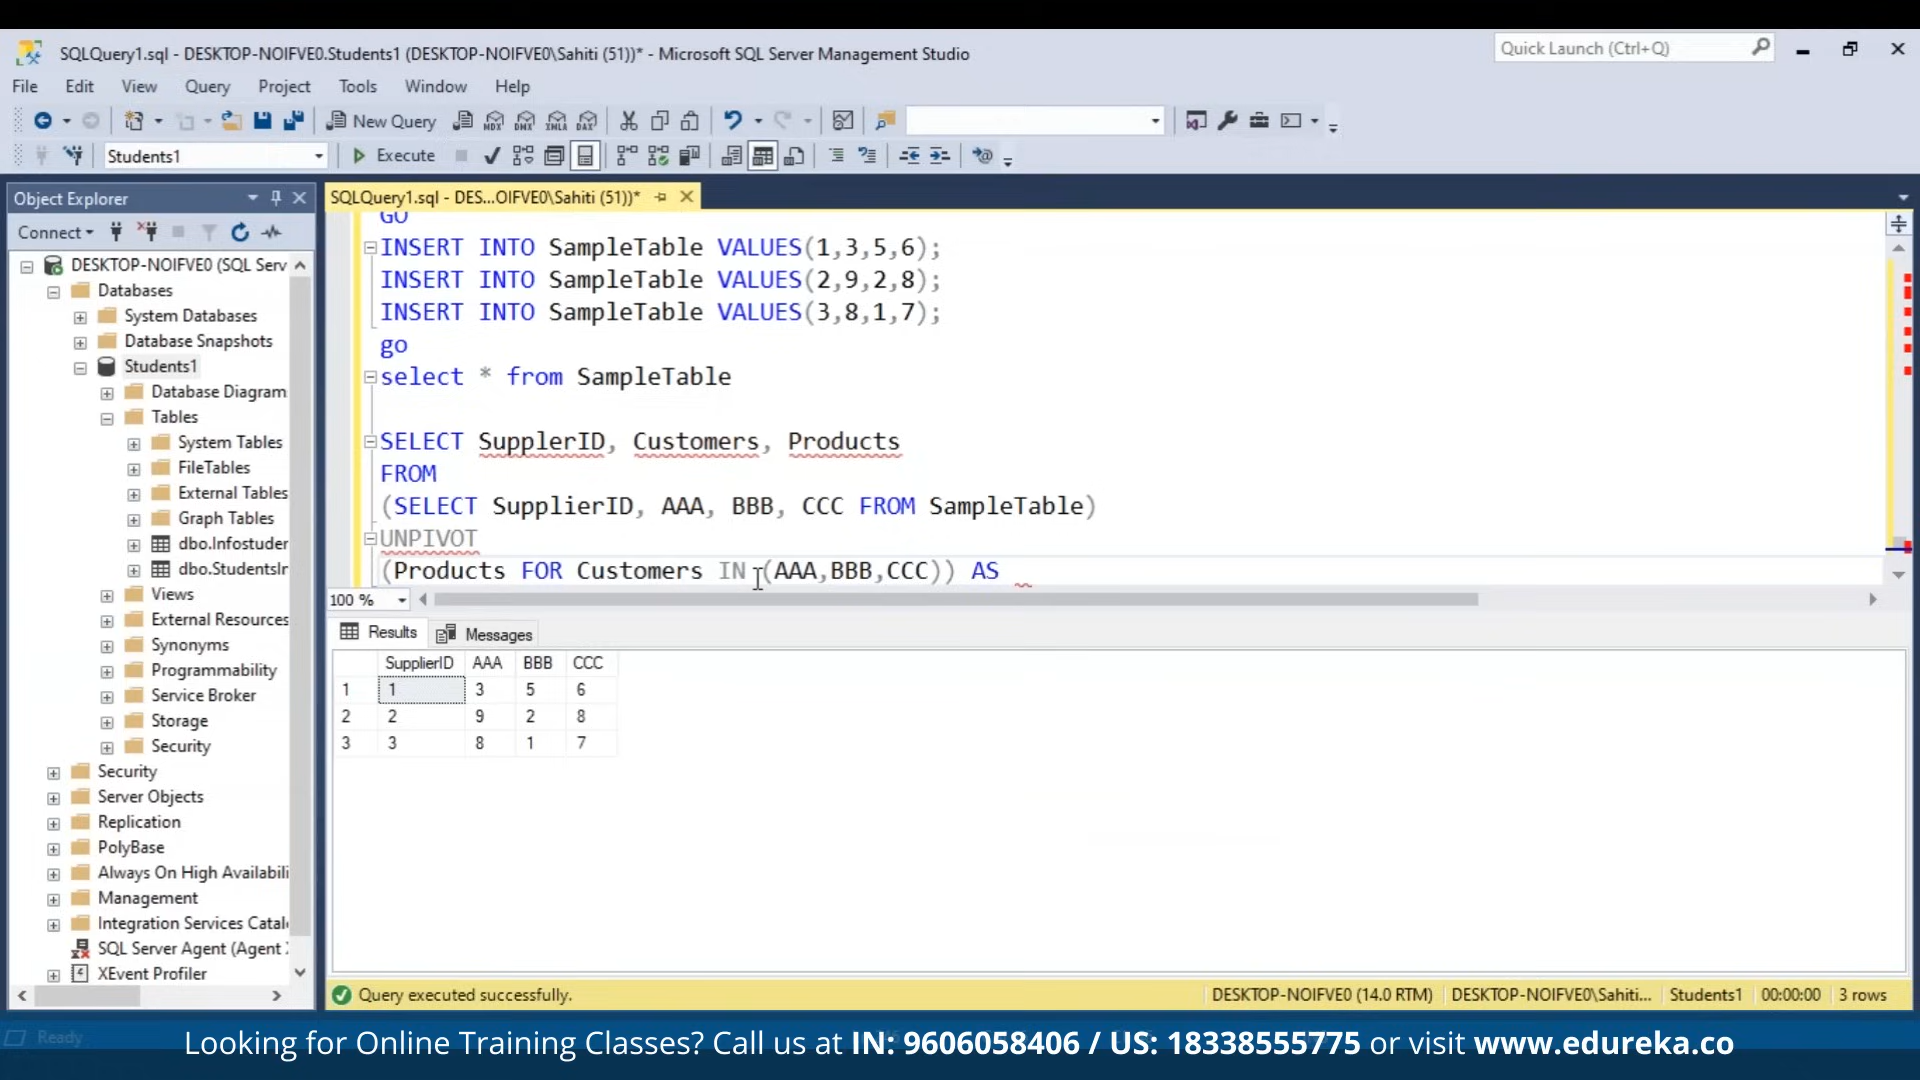 SQLQuery1.sql - DESKTOP-NOIFVE0.Students1 (DESKTOP-NOIFVE0\Sahiti (51))* - Microsoft SQL Server Management Studio
Quick Launch (Ctrl+Q)
File Edit View Query Project Tools Window Help
New Query
Students1
Execute
Object Explorer
SQLQuery1.sql - DES...OIFVE0\Sahiti (51))*
Connect
DESKTOP-NOIFVE0 (SQL Serv
Databases
System Databases
Database Snapshots
Students1
Database Diagram
Tables
System Tables
FileTables
External Tables
Graph Tables
dbo.Infostuder
dbo.StudentsIr
Views
External Resources
Synonyms
Programmability
Service Broker
Storage
Security
Security
Server Objects
Replication
PolyBase
Always On High Availabili
Management
Integration Services Catal
SQL Server Agent (Agent
XEvent Profiler
GO
INSERT INTO SampleTable VALUES(1,3,5,6);
INSERT INTO SampleTable VALUES(2,9,2,8);
INSERT INTO SampleTable VALUES(3,8,1,7);
go
select * from SampleTable
SELECT SupplerID, Customers, Products
FROM
(SELECT SupplierID, AAA, BBB, CCC FROM SampleTable)
UNPIVOT
(Products FOR Customers IN (AAA,BBB,CCC)) AS
100 %
Results Messages
SupplierID AAA BBB CCC
1 1 3 5 6
2 2 9 2 8
3 3 8 1 7
Query executed successfully.
DESKTOP-NOIFVE0 (14.0 RTM) DESKTOP-NOIFVE0\Sahiti... Students1 00:00:00 3 rows
Ready
Looking for Online Training Classes? Call us at IN: 9606058406 / US: 18338555775 or visit www.edureka.co